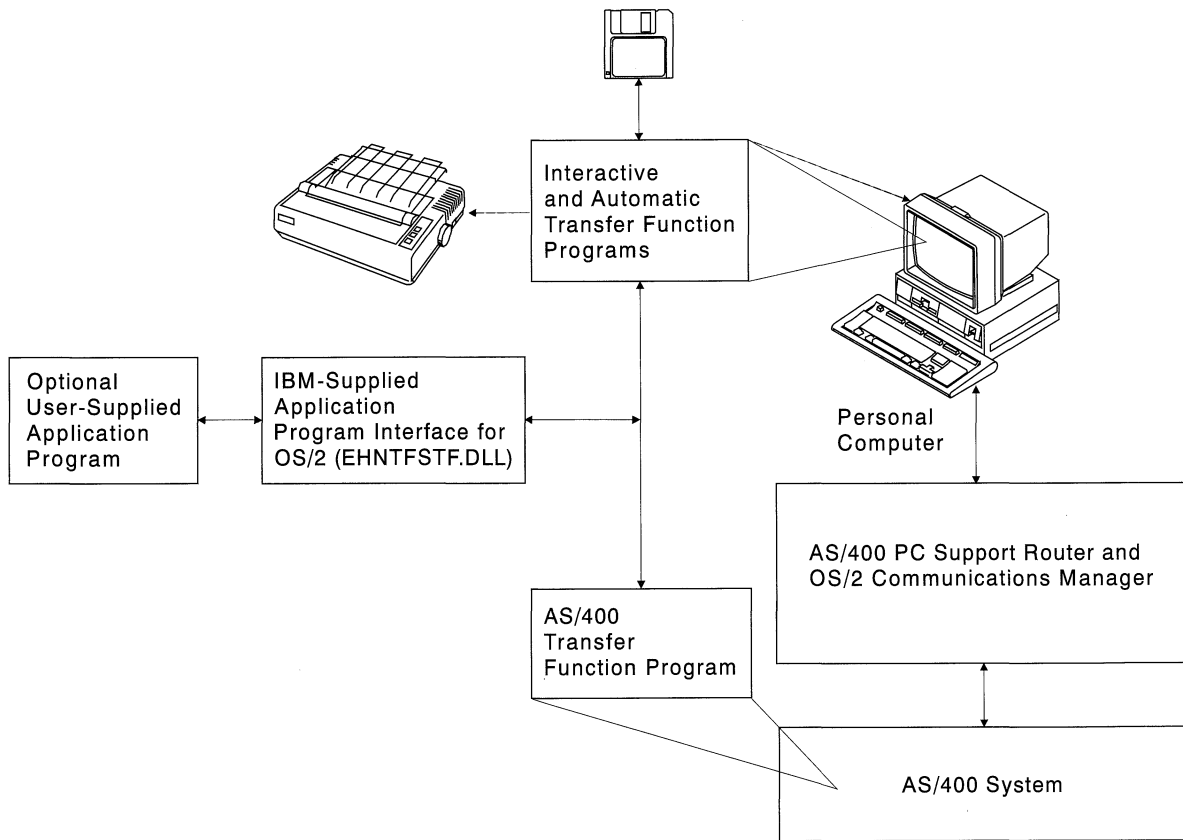 Interactive
and Automatic
Transfer Function
Programs
Optional
User-Supplied
Application
Program
IBM-Supplied
Application
Program Interface for
OS/2 (EHNTFSTF.DLL)
Personal
Computer
AS/400 PC Support Router and
OS/2 Communications Manager
AS/400
Transfer
Function Program
AS/400 System